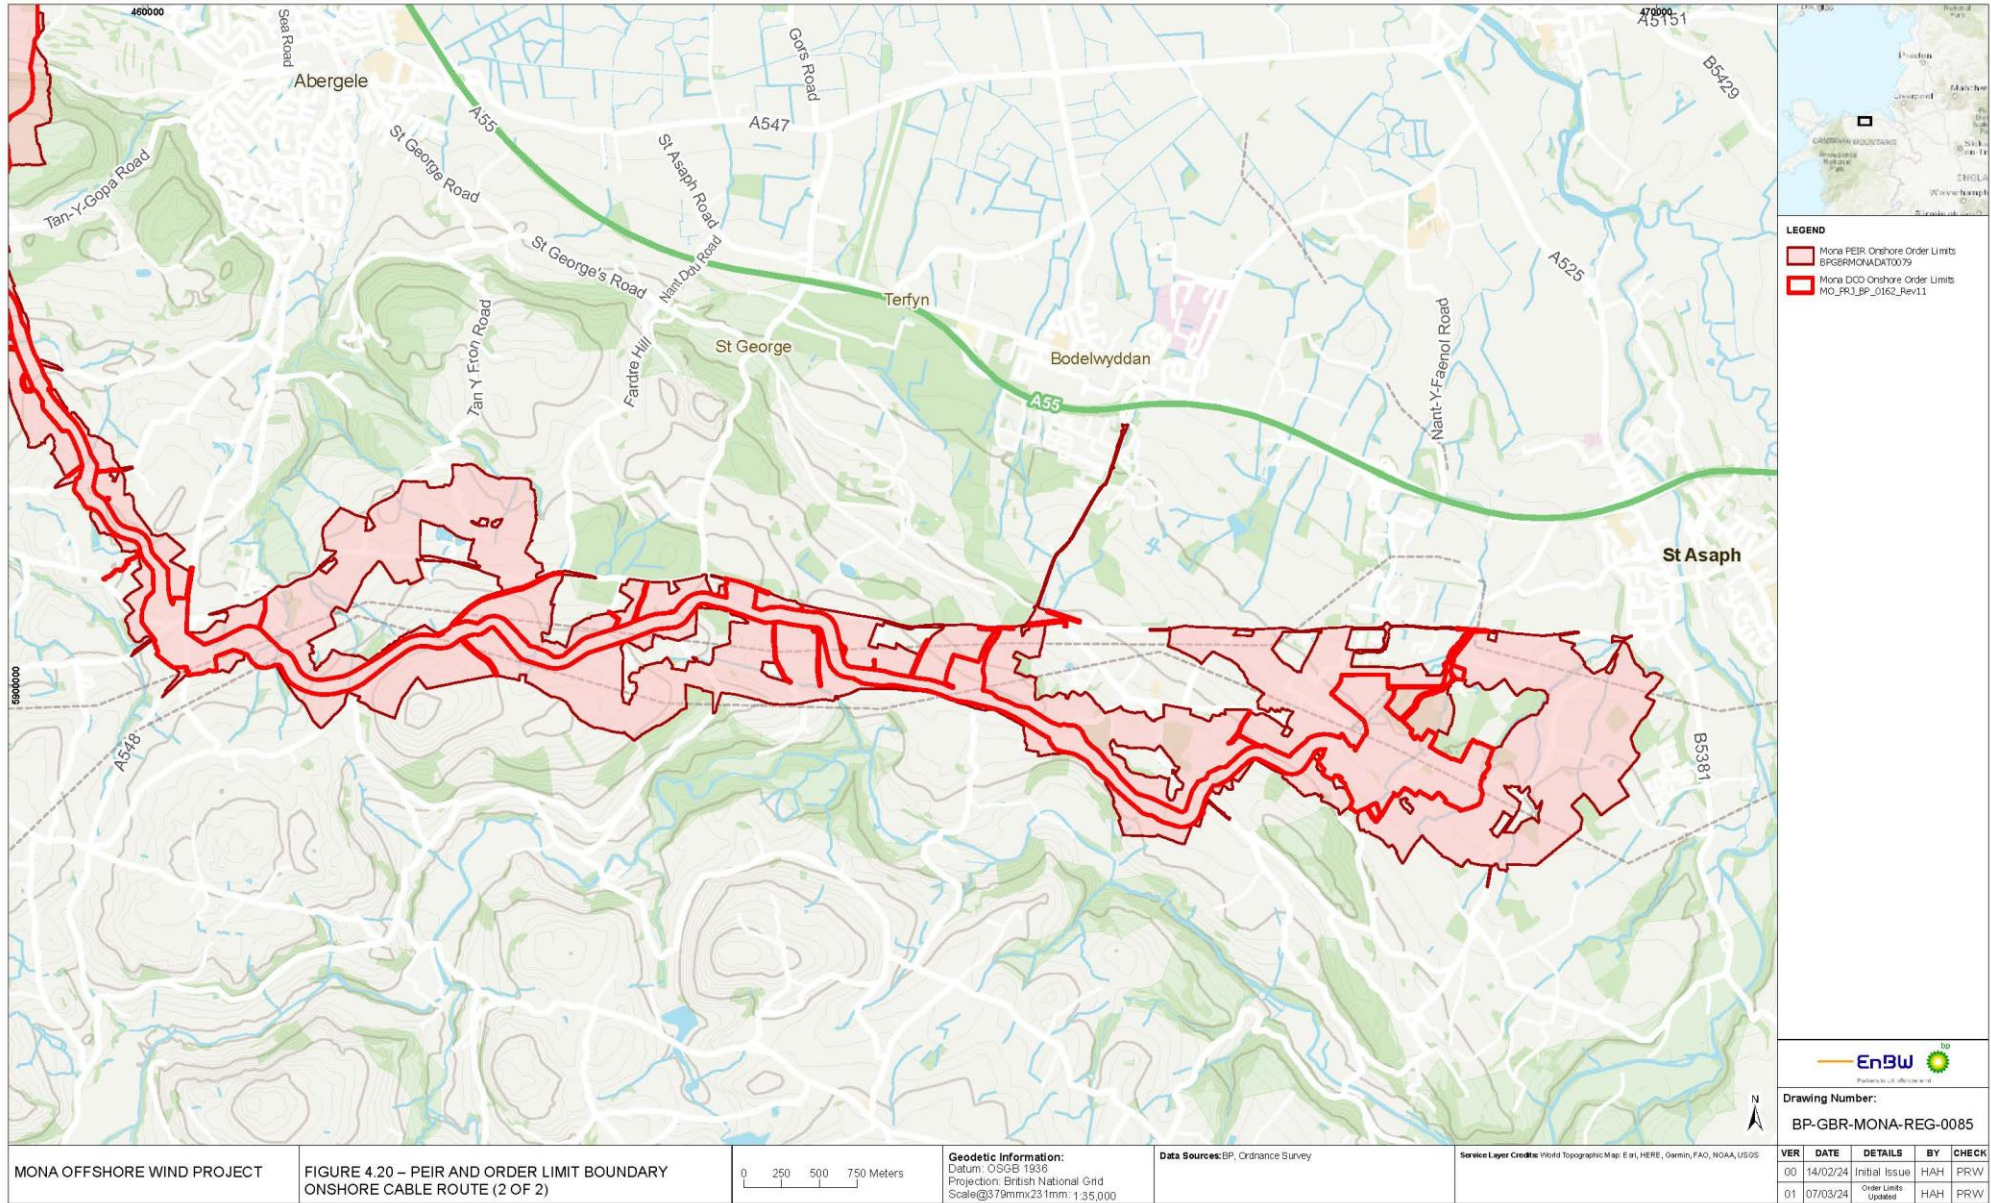 460000
470000
A5151
B5429
Sea Road
Abergele
A55
Gors Road
A547
St George Road
St Asaph Road
Tan-Y-Gopa Road
St George's Road
Nant Ddu Road
A525
Terfyn
Tan Y Fron Road
Fardre Hill
St George
Bodelwyddan
Nant-Y-Faenol Road
A55
St Asaph
5900000
A548
B5381
N
Preston
Liverpool
LEGEND
Mona PEIR Onshore Order Limits
BPGBRMONADAT0079
Mona DCO Onshore Order Limits
MO_PRJ_BP_0162_Rev11
EnBW
bp
Drawing Number:
BP-GBR-MONA-REG-0085
VER DATE DETAILS BY CHECK
00 14/02/24 Initial Issue HAH PRW
01 07/03/24 Order Limits Updated HAH PRW
MONA OFFSHORE WIND PROJECT
FIGURE 4.20 – PEIR AND ORDER LIMIT BOUNDARY
ONSHORE CABLE ROUTE (2 OF 2)
0 250 500 750 Meters
Geodetic Information:
Datum: OSGB 1936
Projection: British National Grid
Scale@379mmx231mm: 1:35,000
Data Sources:BP, Ordnance Survey
Service Layer Credits: World Topographic Map: Esri, HERE, Garmin, FAO, NOAA, USGS